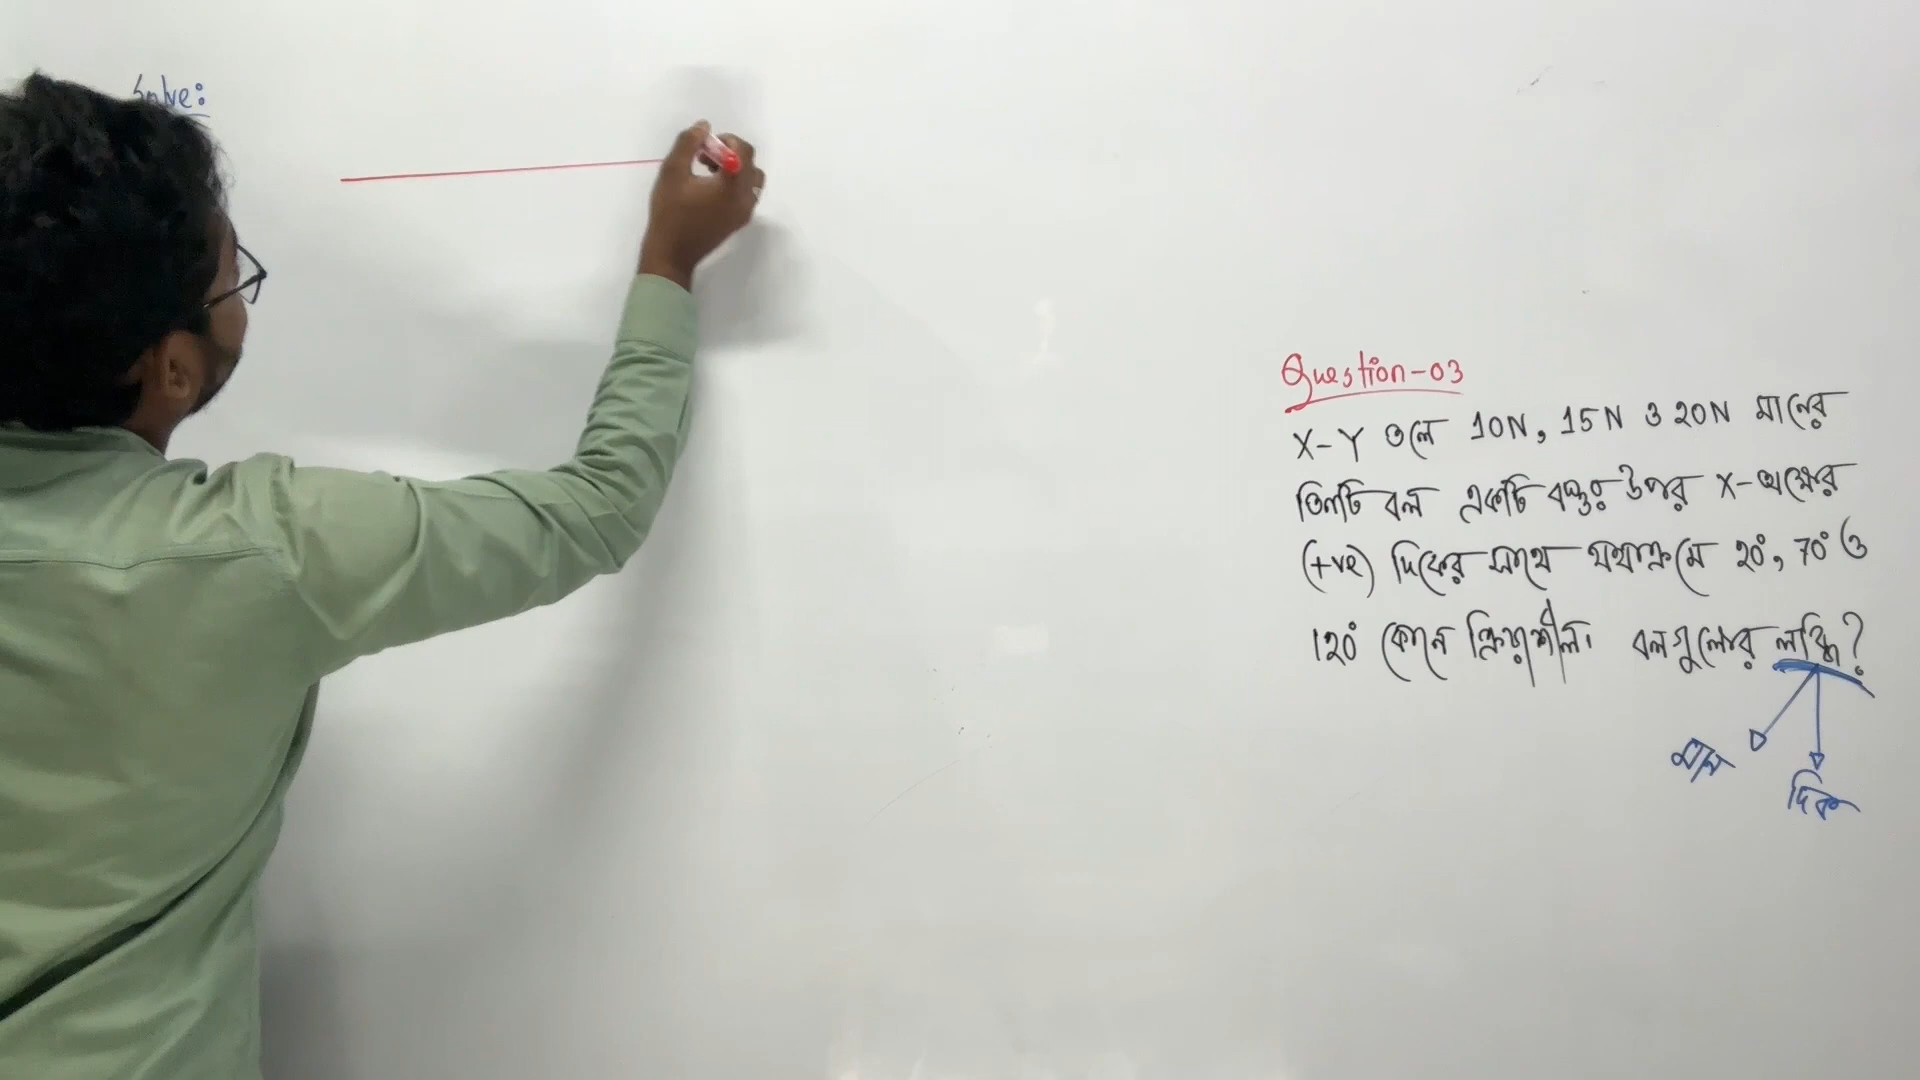 Solve:
Question-03
X-Y তলে 10N, 15N ও 20N মানের
তিনটি বল একটি বস্তুর উপর X-অক্ষের
(+ve) দিকের সাথে যথাক্রমে 20°, 70° ও
120° কোনে ক্রিয়াশীল। বলগুলোর লব্ধি?
মান
দিক